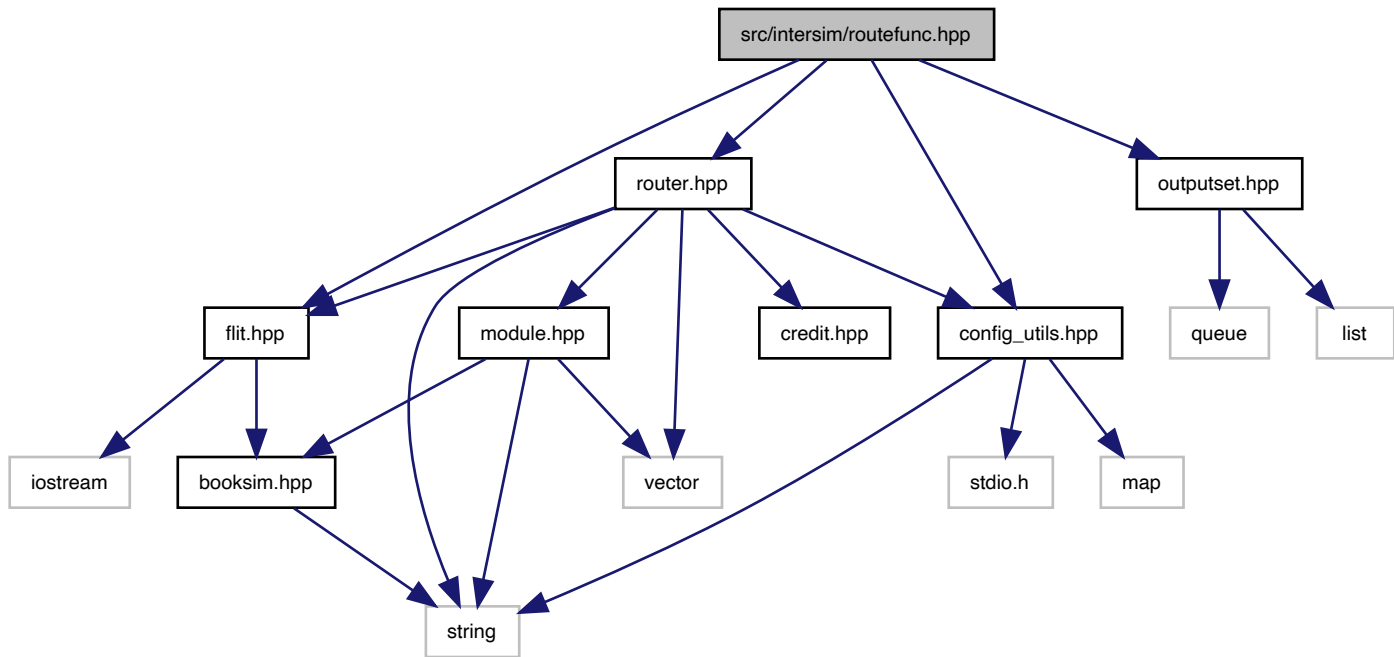 src/intersim/routefunc.hpp
router.hpp
outputset.hpp
flit.hpp
module.hpp
credit.hpp
config_utils.hpp
queue
list
iostream
booksim.hpp
vector
stdio.h
map
string